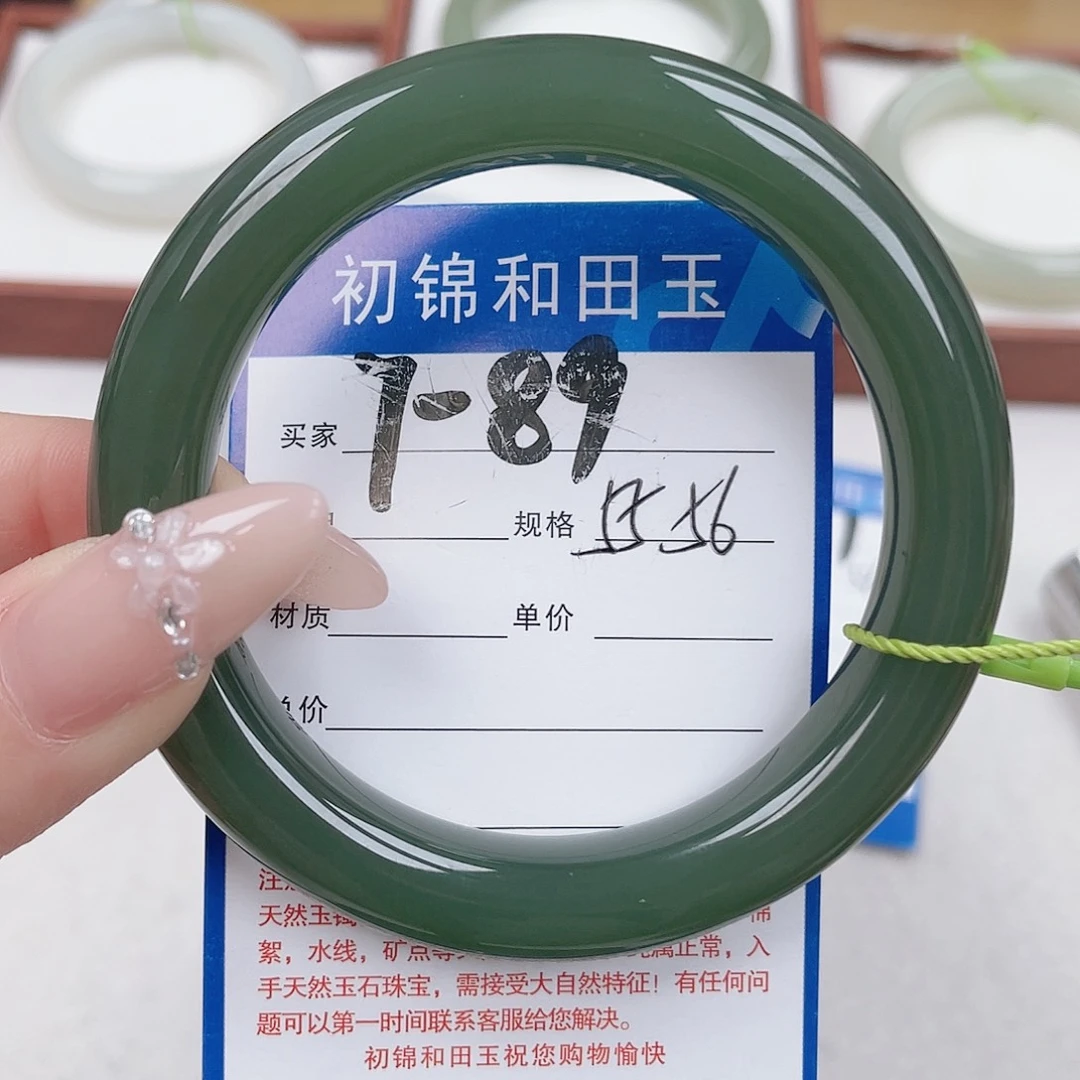 初锦和田玉
买家 7-89
规格 55.56
材质 单价
价
天然玉
絮，水线，矿点 属正常，入
手天然玉石珠宝，需接受大自然特征！有任何问
题可以第一时间联系客服给您解决。
初锦和田玉祝您购物愉快